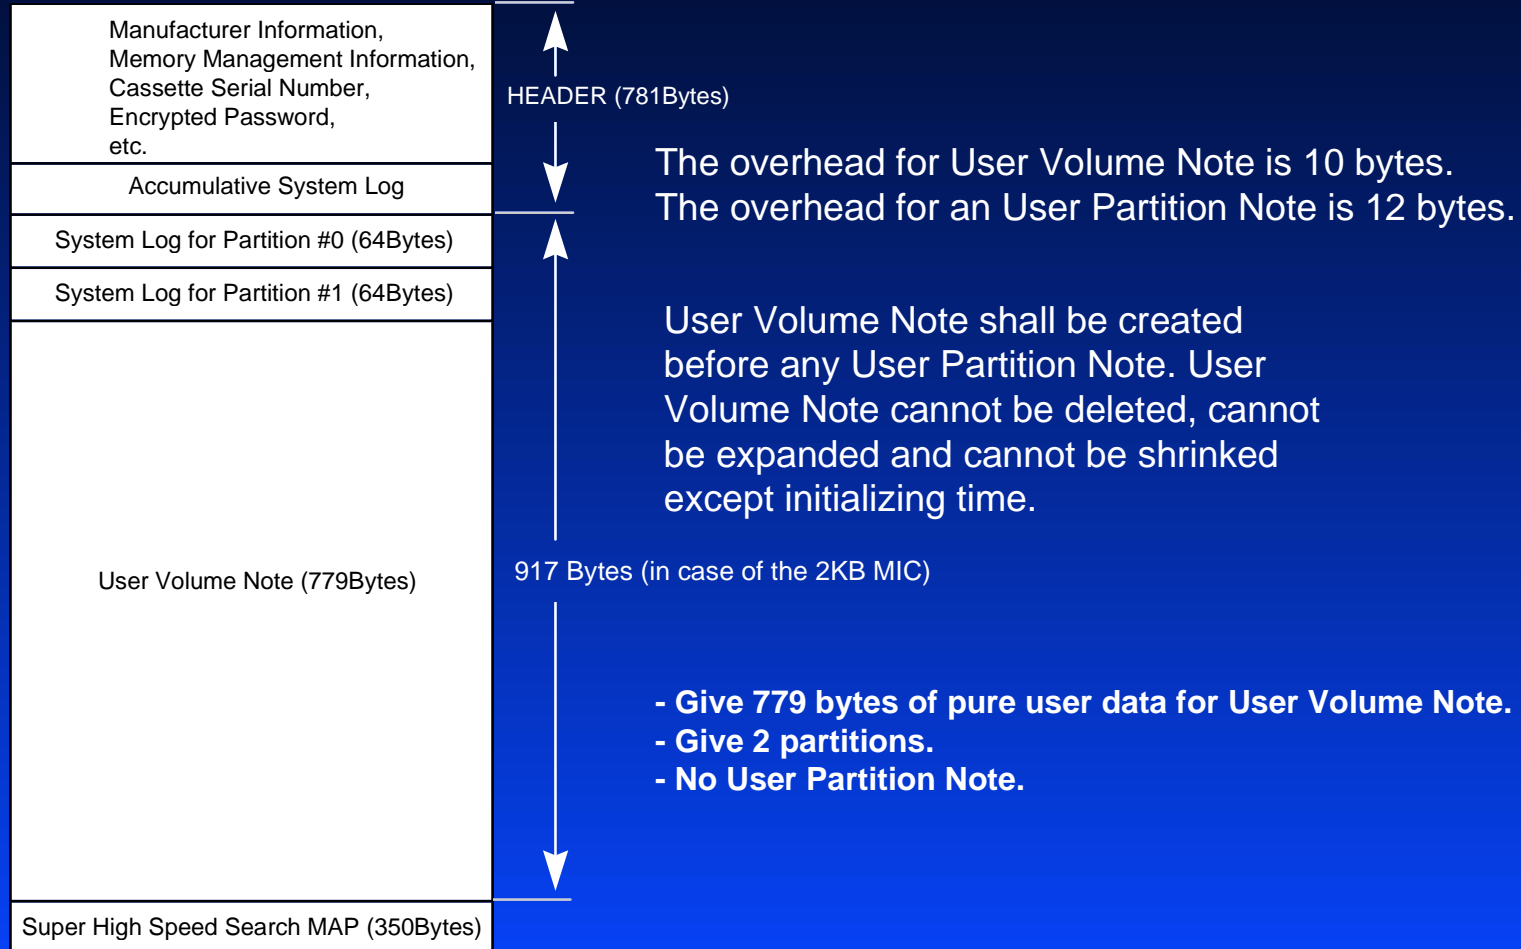 Manufacturer Information,
Memory Management Information,
Cassette Serial Number,
Encrypted Password,
etc.
Accumulative System Log
System Log for Partition #0 (64Bytes)
System Log for Partition #1 (64Bytes)
User Volume Note (779Bytes)
Super High Speed Search MAP (350Bytes)
HEADER (781Bytes)
917 Bytes (in case of the 2KB MIC)
The overhead for User Volume Note is 10 bytes.
The overhead for an User Partition Note is 12 bytes.
User Volume Note shall be created
before any User Partition Note. User
Volume Note cannot be deleted, cannot
be expanded and cannot be shrinked
except initializing time.
- Give 779 bytes of pure user data for User Volume Note.
- Give 2 partitions.
- No User Partition Note.